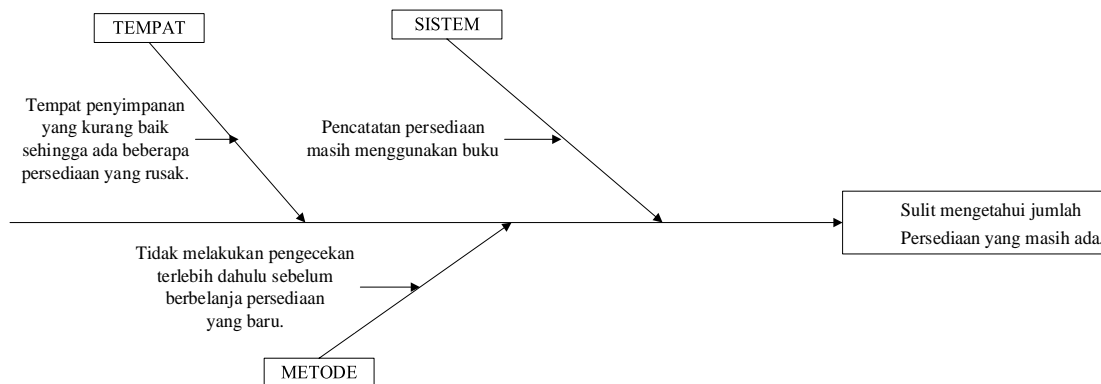 TEMPAT
SISTEM
Tempat penyimpanan
yang kurang baik
sehingga ada beberapa
persediaan yang rusak.
Pencatatan persediaan
masih menggunakan buku
Sulit mengetahui jumlah
Persediaan yang masih ada.
Tidak melakukan pengecekan
terlebih dahulu sebelum
berbelanja persediaan
yang baru.
METODE